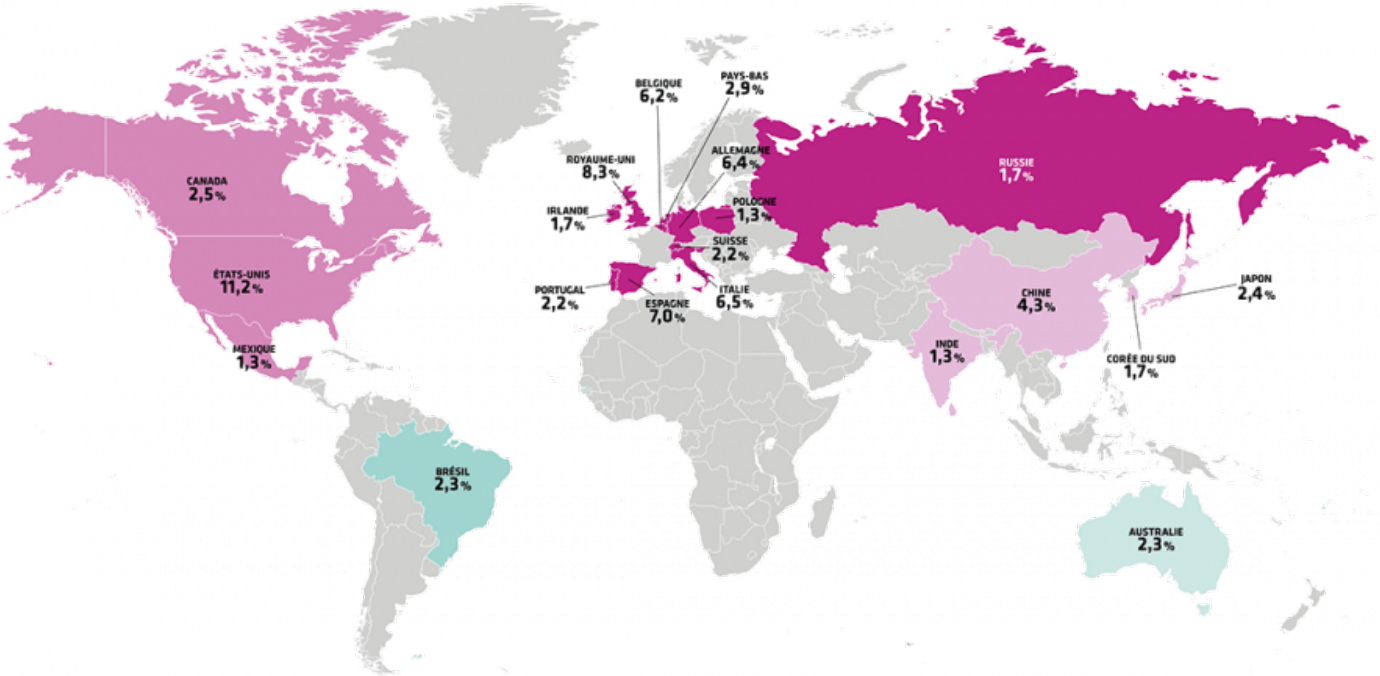 BELGIQUE
6,2%
PAYS-BAS
2,9%
ALLEMAGNE
6,4%
ROYAUME-UNI
8,3%
RUSSIE
1,7%
CANADA
2,5%
IRLANDE
1,7%
POLOGNE
1,3%
SUISSE
2,2%
ÉTATS-UNIS
11,2%
PORTUGAL
2,2%
ESPAGNE
7,0%
ITALIE
6,5%
CHINE
4,3%
JAPON
2,4%
MEXIQUE
1,3%
INDE
1,3%
CORÉE DU SUD
1,7%
BRÉSIL
2,3%
AUSTRALIE
2,3%